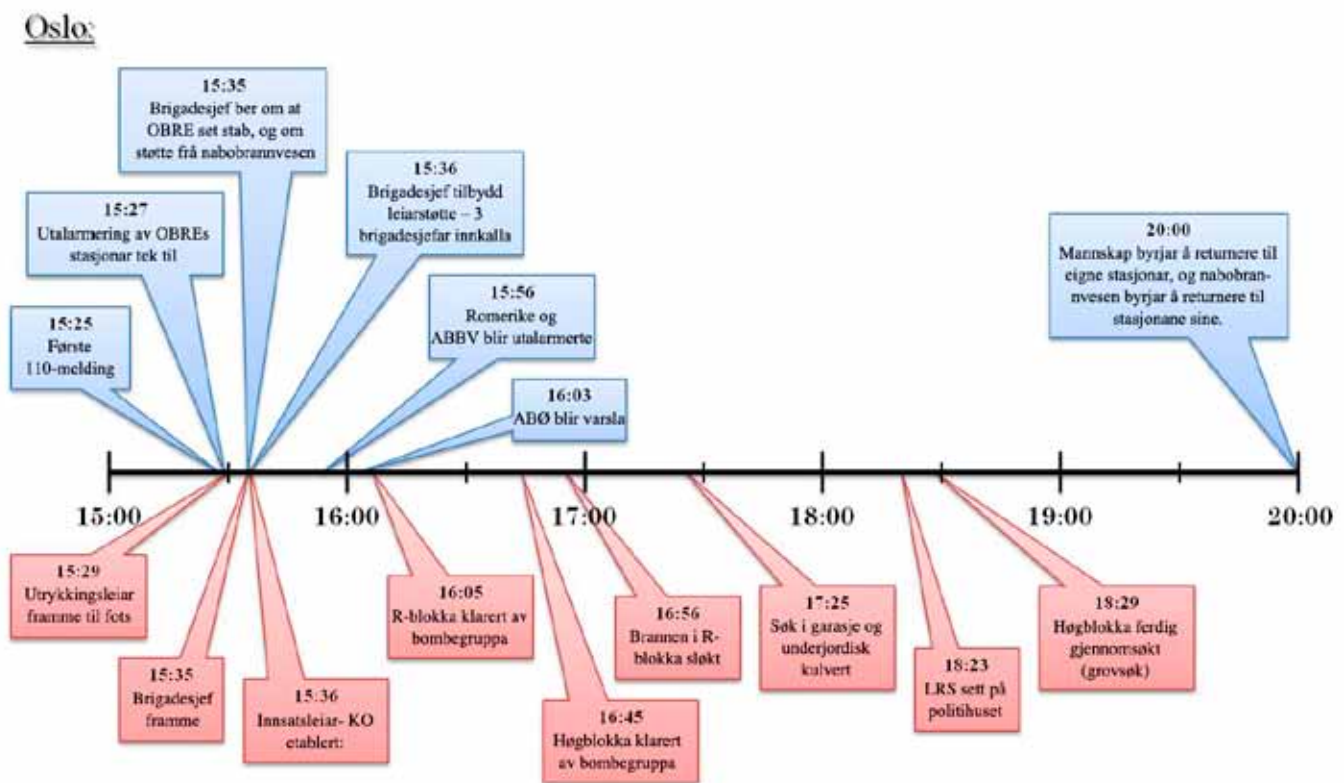 Oslo:
15:35
Brigadesjef ber om at
OBRE set stab, og om
støtte frå nabobrannvesen
15:36
Brigadesjef tilbydd
leiarstøtte – 3
brigadesjefar innkalla
15:27
Utalarmering av OBREs
stasjonar tek til
20:00
Mannskap byrjar å returnere til
eigne stasjonar, og nabobran-
nvesen byrjar å returnere til
stasjonane sine.
15:56
Romerike og
ABBV blir utalarmerte
15:25
Første
110-melding
16:03
ABØ blir varsla
15:00
16:00
17:00
18:00
19:00
20:00
15:29
Utrykkingsleiar
framme til fots
16:05
R-blokka klarert av
bombegruppa
16:56
Brannen i R-
blokka sløkt
17:25
Søk i garasje og
underjordisk
kulvert
18:29
Høgblokka ferdig
gjennomsøkt
(grovsøk)
15:35
Brigadesjef
framme
15:36
Innsatsleiar- KO
etablert:
16:45
Høgblokka klarert
av bombegruppa
18:23
LRS sett på
politihuset